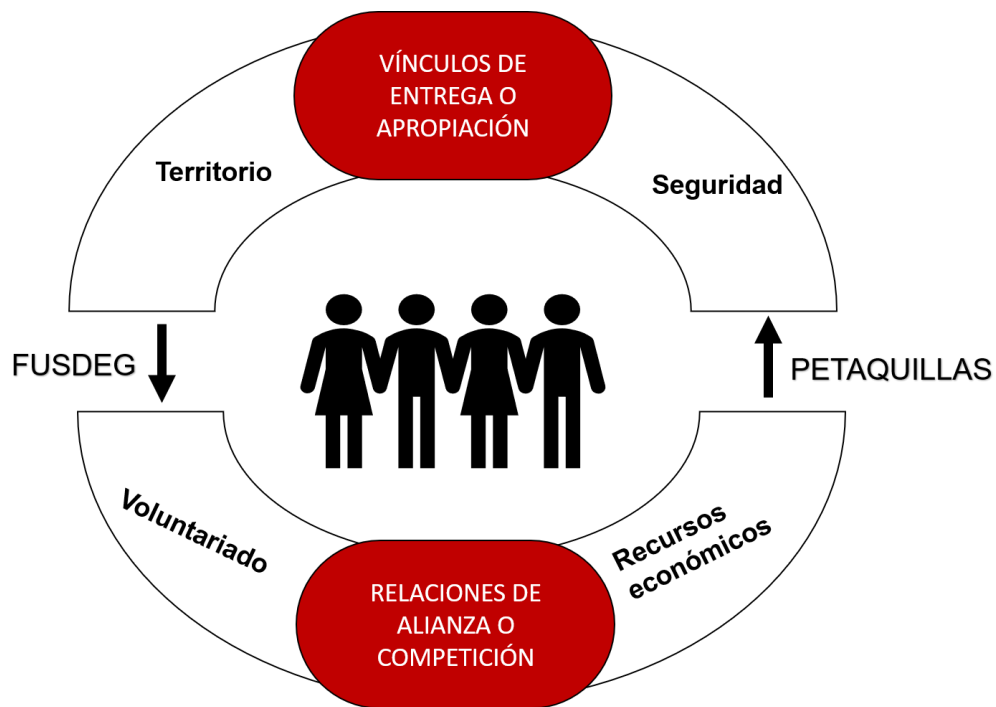 VÍNCULOS DE
ENTREGA O
APROPIACIÓN
Territorio
Seguridad
FUSDEG
PETAQUILLAS
Voluntariado
Recursos
económicos
RELACIONES DE
ALIANZA O
COMPETICIÓN